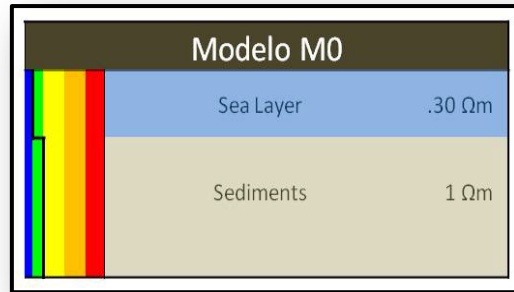 Modelo M0
Sea Layer .30 Ωm
Sediments 1 Ωm